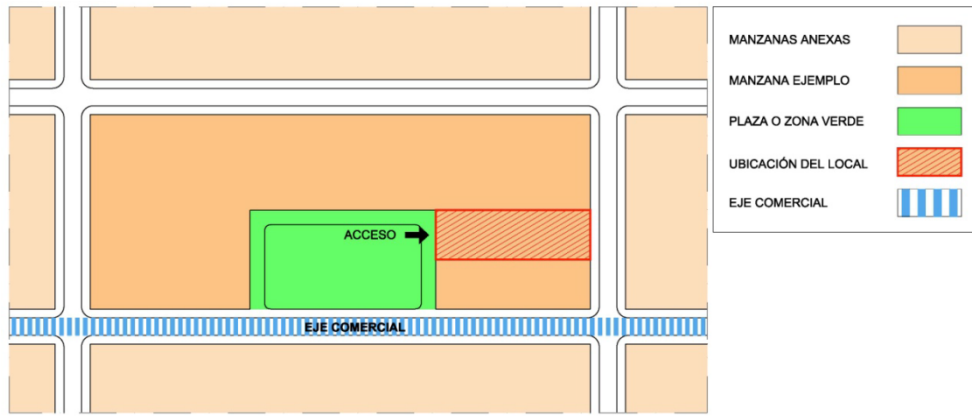 MANZANAS ANEXAS
MANZANA EJEMPLO
PLAZA O ZONA VERDE
UBICACIÓN DEL LOCAL
EJE COMERCIAL
ACCESO
EJE COMERCIAL